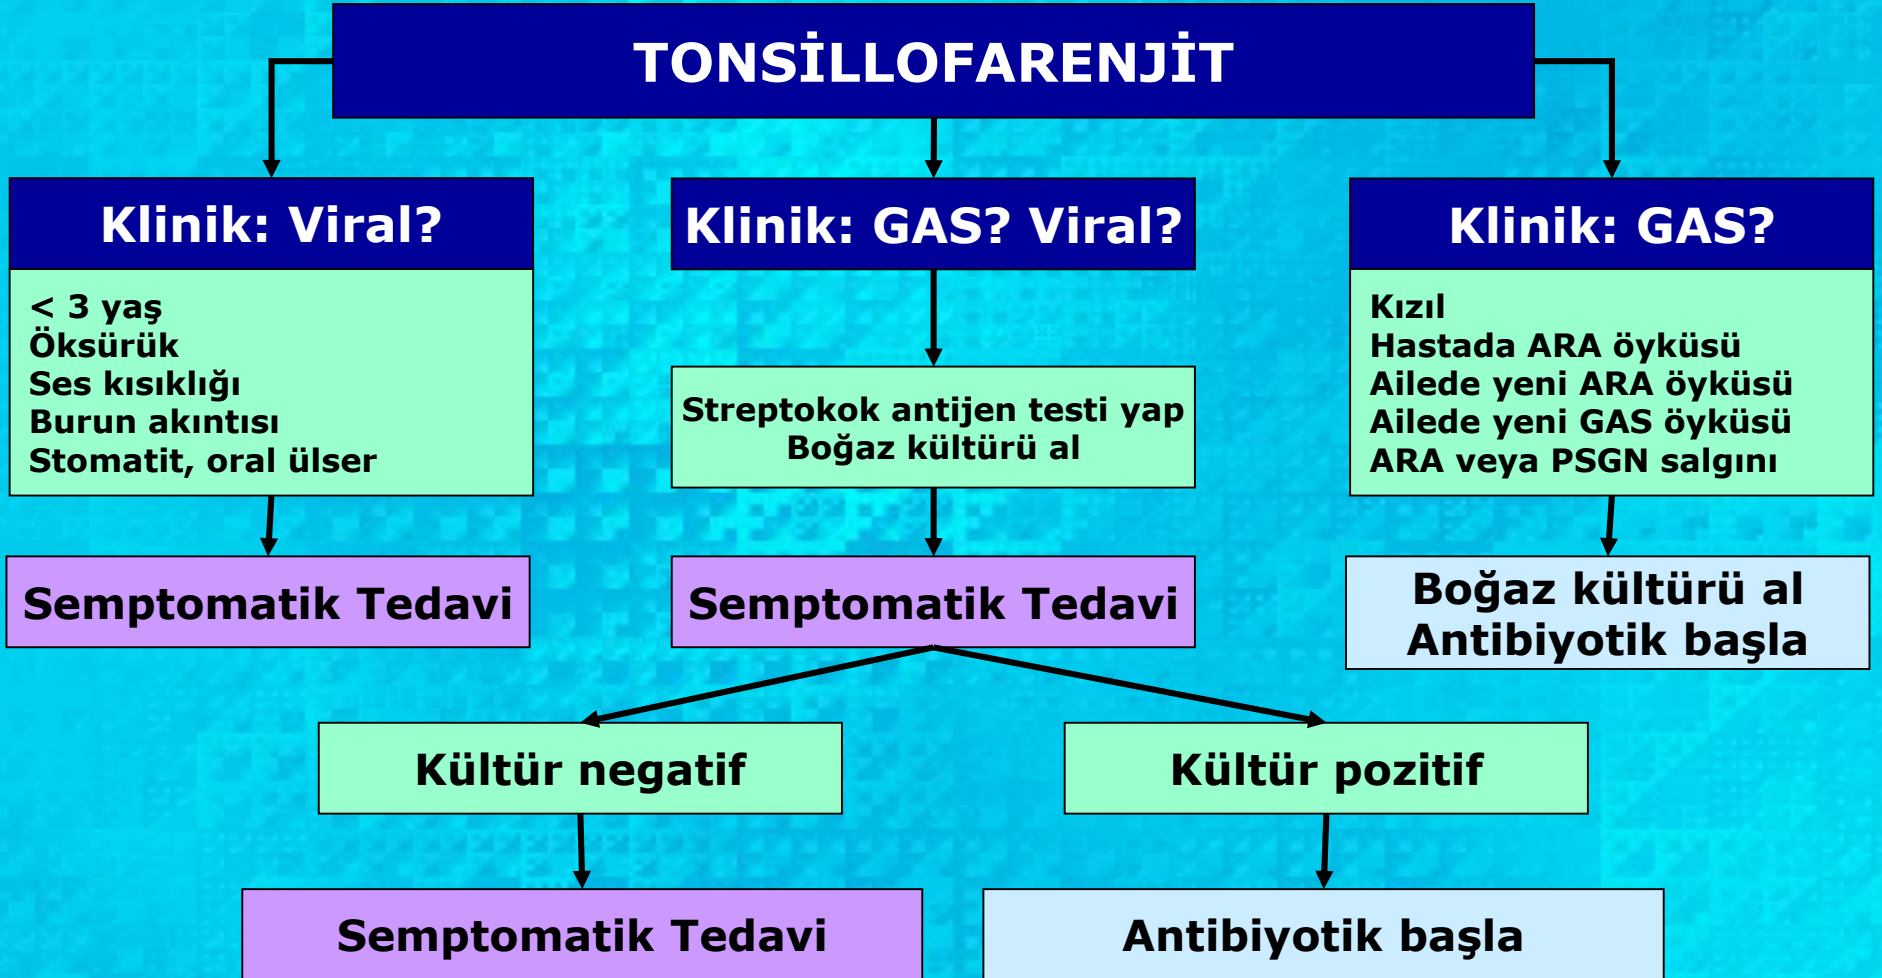 TONSİLLOFARENJİT
Klinik: Viral?
< 3 yaş
Öksürük
Ses kısıklığı
Burun akıntısı
Stomatit, oral ülser
Semptomatik Tedavi
Klinik: GAS? Viral?
Streptokok antijen testi yap
Boğaz kültürü al
Semptomatik Tedavi
Klinik: GAS?
Kızıl
Hastada ARA öyküsü
Ailede yeni ARA öyküsü
Ailede yeni GAS öyküsü
ARA veya PSGN salgını
Boğaz kültürü al
Antibiyotik başla
Kültür negatif
Kültür pozitif
Semptomatik Tedavi
Antibiyotik başla